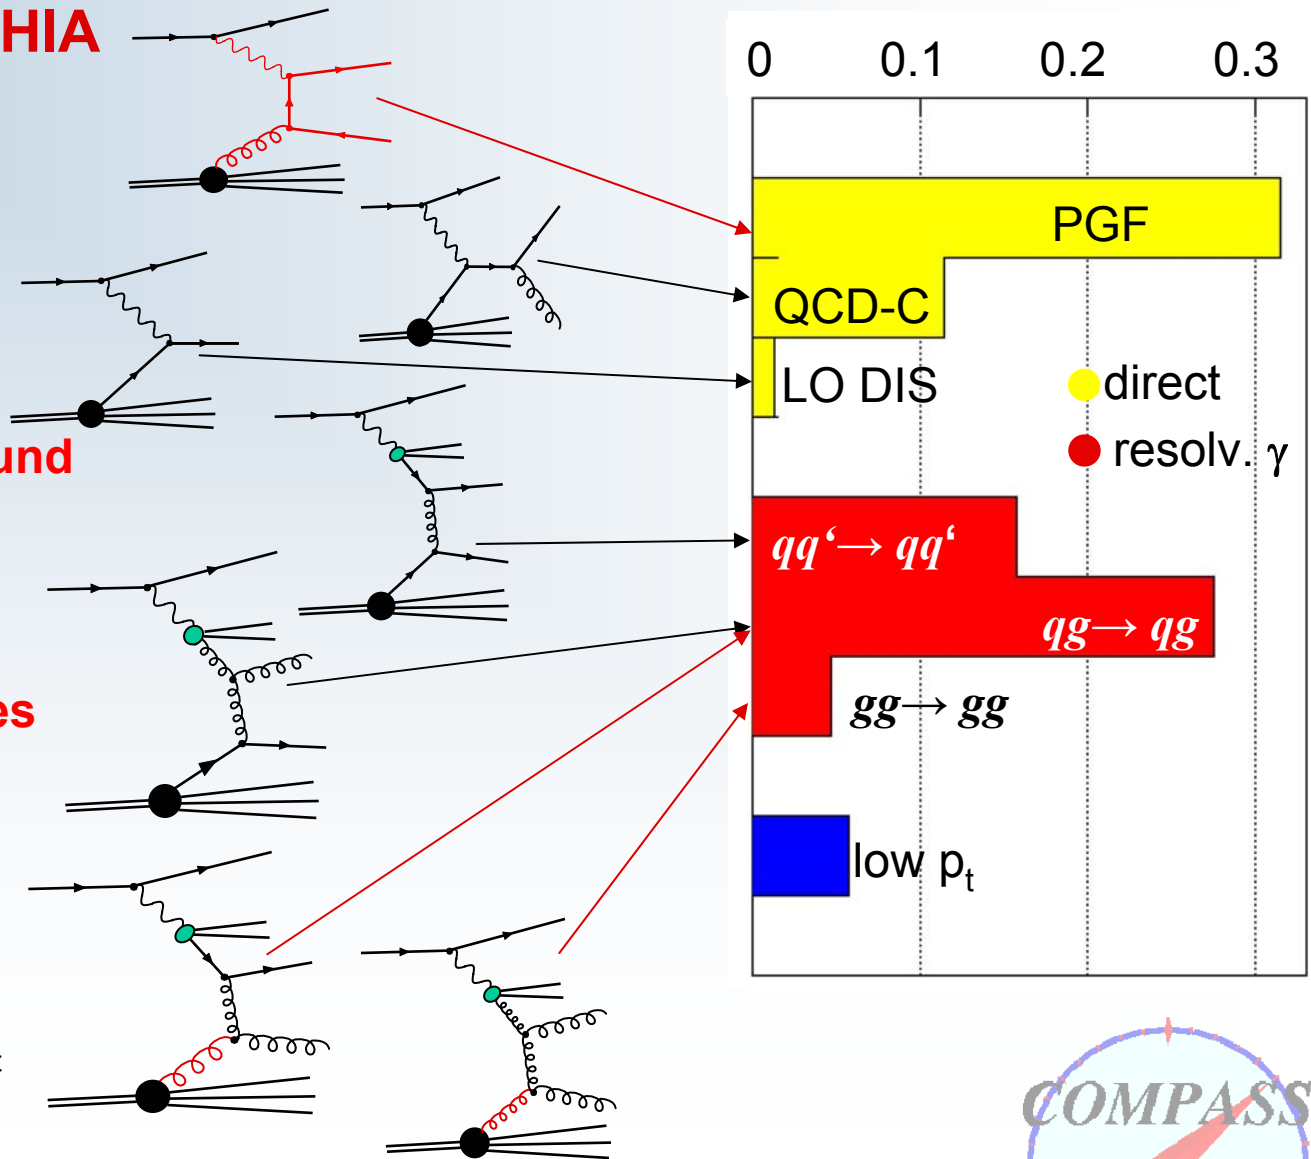 HIA
0 0.1 0.2 0.3
PGF
QCD-C
LO DIS
direct
und
resolv. γ
qq‘→ qq‘
qg→ qg
es
gg→ gg
low pt
COMPASS